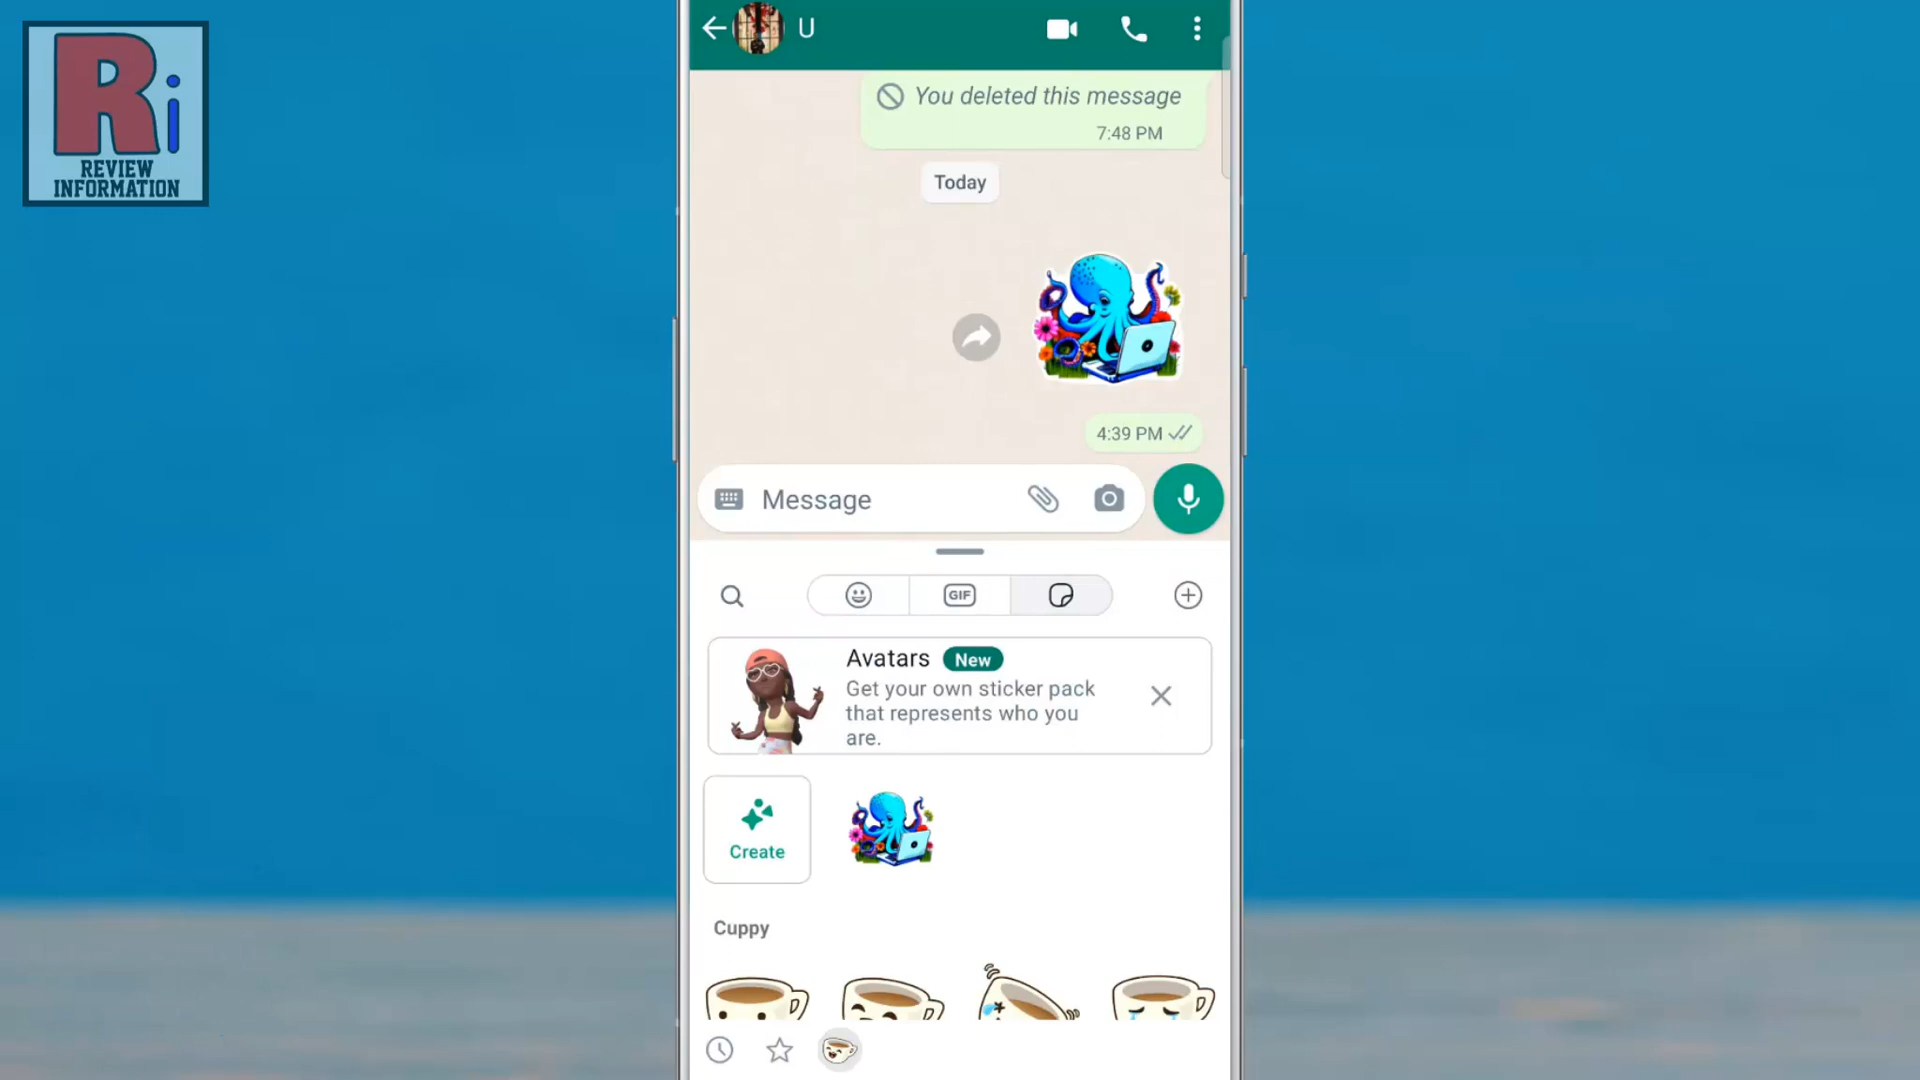 Ri
REVIEW
INFORMATION
U
You deleted this message
7:48 PM
Today
4:39 PM
Message
GIF
Avatars New
Get your own sticker pack
that represents who you
are.
Create
Cuppy